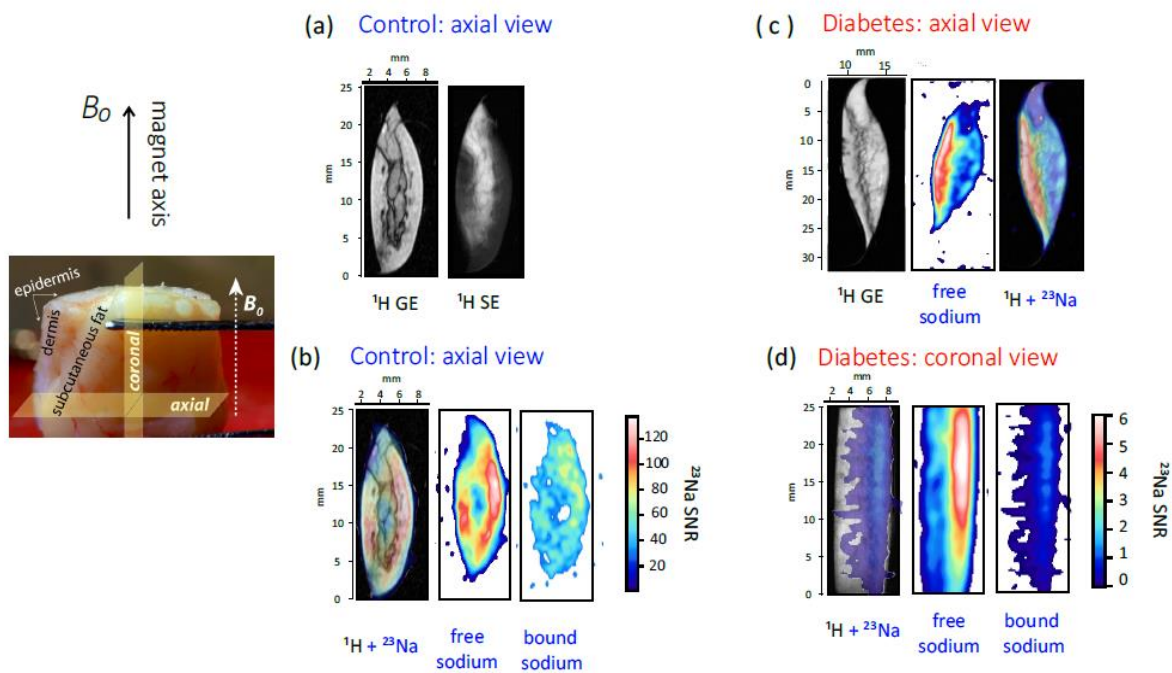 B₀
magnet axis
epidermis
dermis
subcutaneous fat
coronal
axial
B₀
(a) Control: axial view
mm
2 4 6 8
25
20
15
10
5
0
mm
¹H GE
¹H SE
(b) Control: axial view
mm
2 4 6 8
25
20
15
10
5
0
mm
¹H + ²³Na
free
sodium
bound
sodium
120
100
80
60
40
20
²³Na SNR
( c ) Diabetes: axial view
mm
10 15
0
5
10
15
20
25
30
mm
¹H GE
free
sodium
¹H + ²³Na
(d) Diabetes: coronal view
mm
2 4 6 8
25
20
15
10
5
0
mm
¹H + ²³Na
free
sodium
bound
sodium
6
5
4
3
2
1
0
²³Na SNR